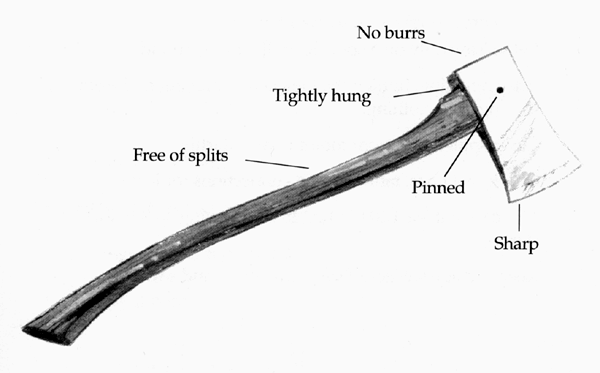 No burrs
Tightly hung
Free of splits
Pinned
Sharp